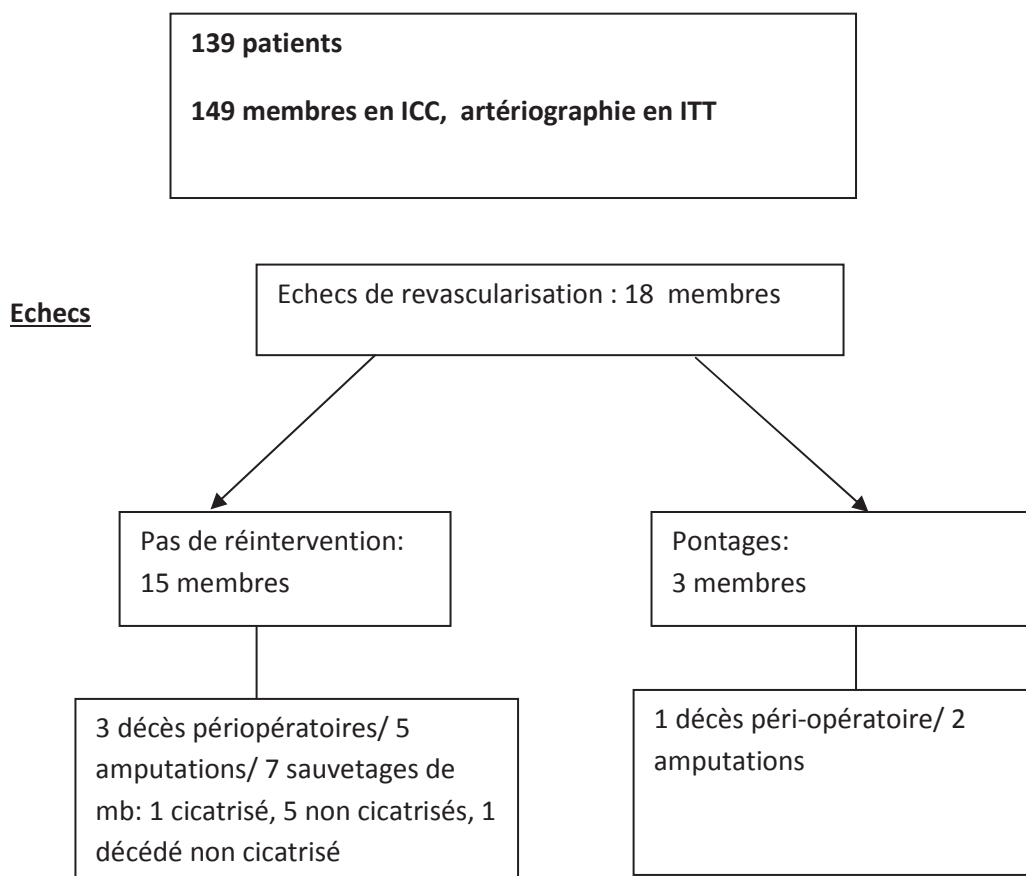 139 patients
149 membres en ICC, artériographie en ITT
Echecs de revascularisation : 18 membres
Echecs
Pas de réintervention:
15 membres
Pontages:
3 membres
3 décès périopératoires/ 5
amputations/ 7 sauvetages de
mb: 1 cicatrisé, 5 non cicatrisés, 1
décédé non cicatrisé
1 décès péri-opératoire/ 2
amputations